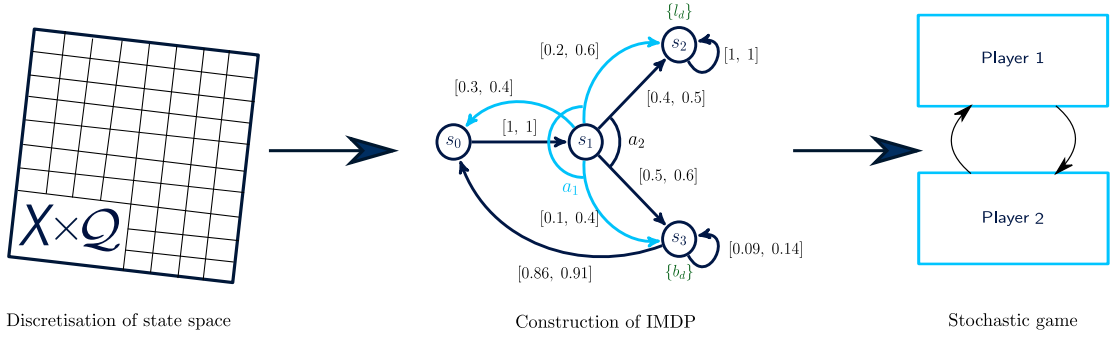 X×Q
Discretisation of state space
{l_d}
s_2
[1, 1]
[0.2, 0.6]
[0.3, 0.4]
[0.4, 0.5]
[1, 1]
s_0
s_1
a_2
a_1
[0.5, 0.6]
[0.1, 0.4]
s_3
[0.09, 0.14]
{b_d}
[0.86, 0.91]
Construction of IMDP
Player 1
Player 2
Stochastic game